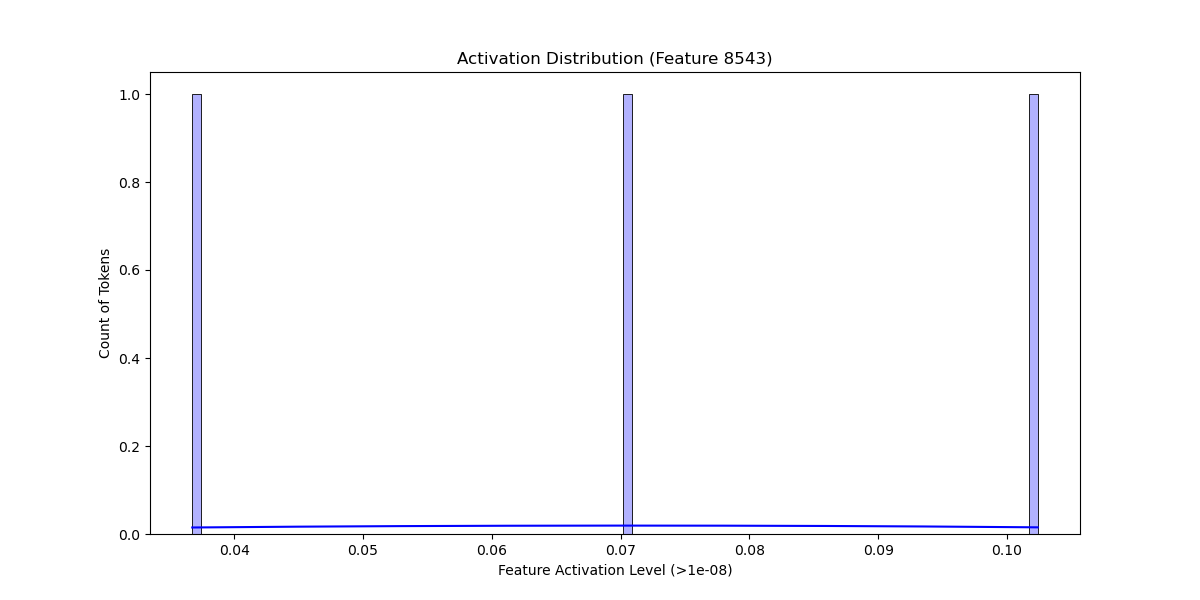 Activation Distribution (Feature 8543)
1.0
0.8
0.6
0.4
0.2
0.0
Count of Tokens
0.04 0.05 0.06 0.07 0.08 0.09 0.10
Feature Activation Level (>1e-08)